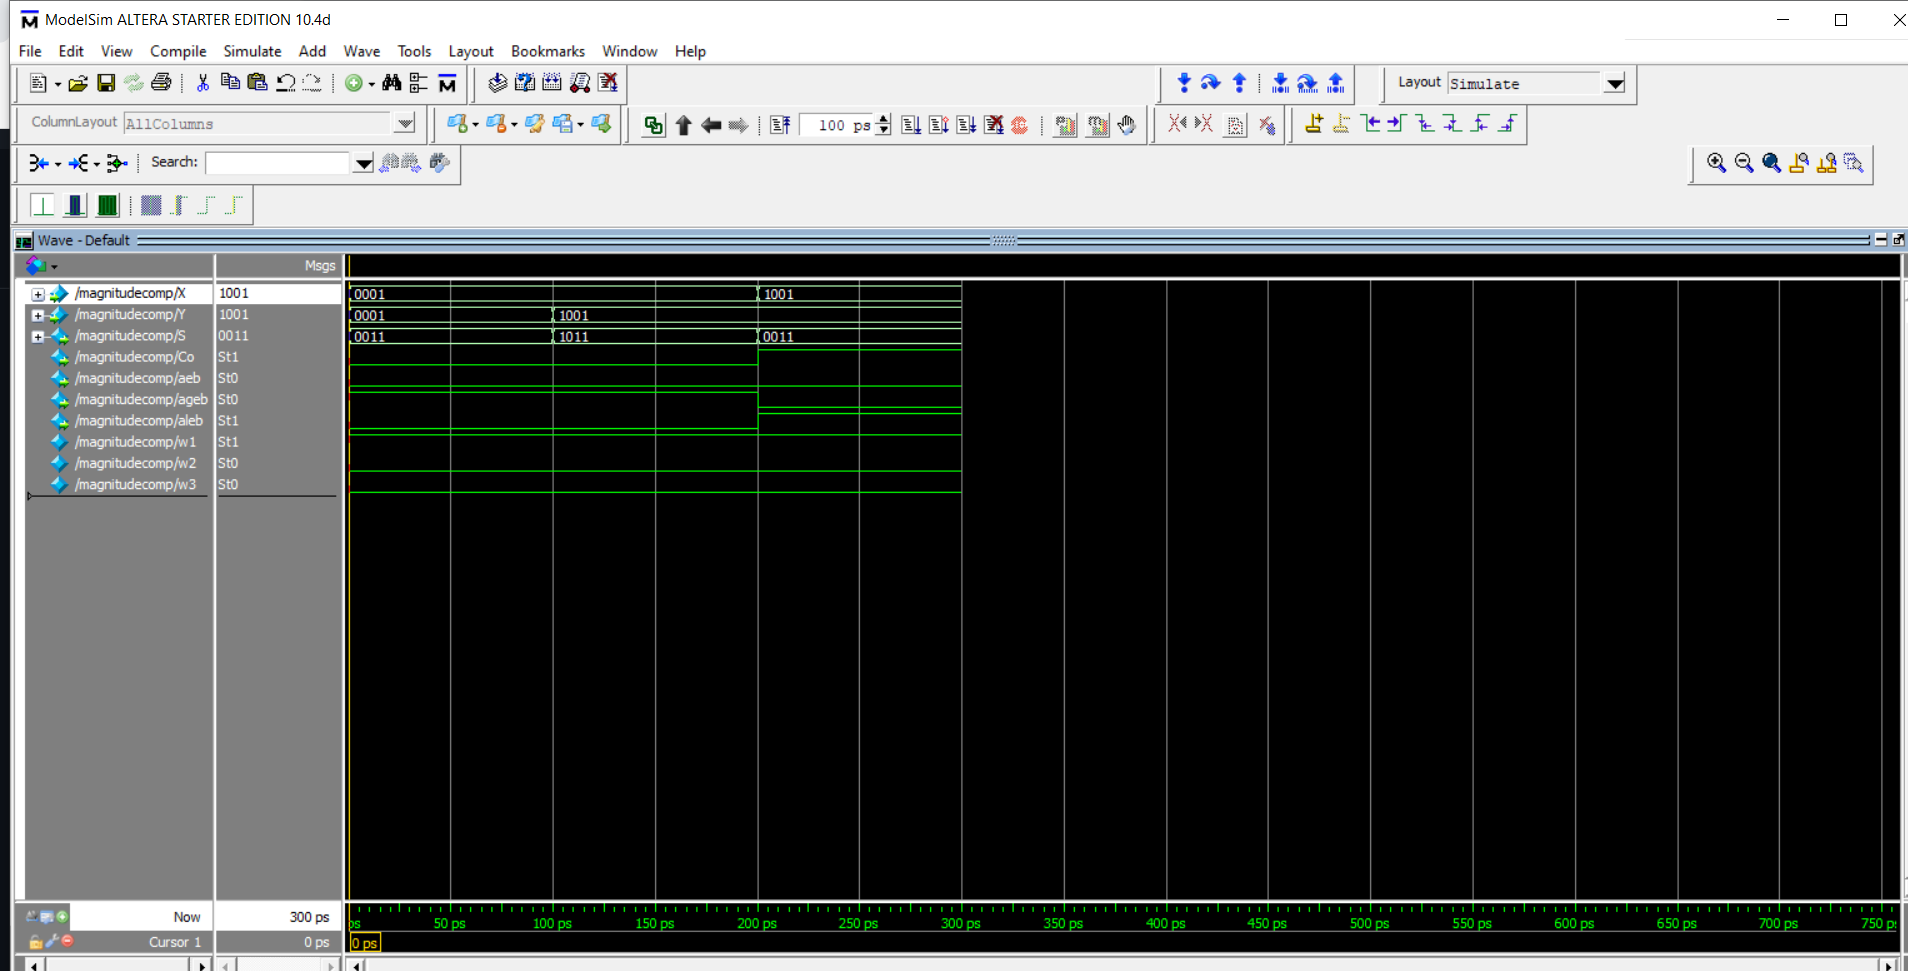 ModelSim ALTERA STARTER EDITION 10.4d
File Edit View Compile Simulate Add Wave Tools Layout Bookmarks Window Help
Layout Simulate
ColumnLayout AllColumns
100 ps
Search:
Wave - Default
Msgs
/magnitudecomp/X 1001 0001 1001
/magnitudecomp/Y 1001 0001 1001
/magnitudecomp/S 0011 0011 1011 0011
/magnitudecomp/Co St1
/magnitudecomp/aeb St0
/magnitudecomp/ageb St0
/magnitudecomp/aleb St1
/magnitudecomp/w1 St1
/magnitudecomp/w2 St0
/magnitudecomp/w3 St0
Now 300 ps ps 50 ps 100 ps 150 ps 200 ps 250 ps 300 ps 350 ps 400 ps 450 ps 500 ps 550 ps 600 ps 650 ps 700 ps 750 p
Cursor 1 0 ps 0 ps